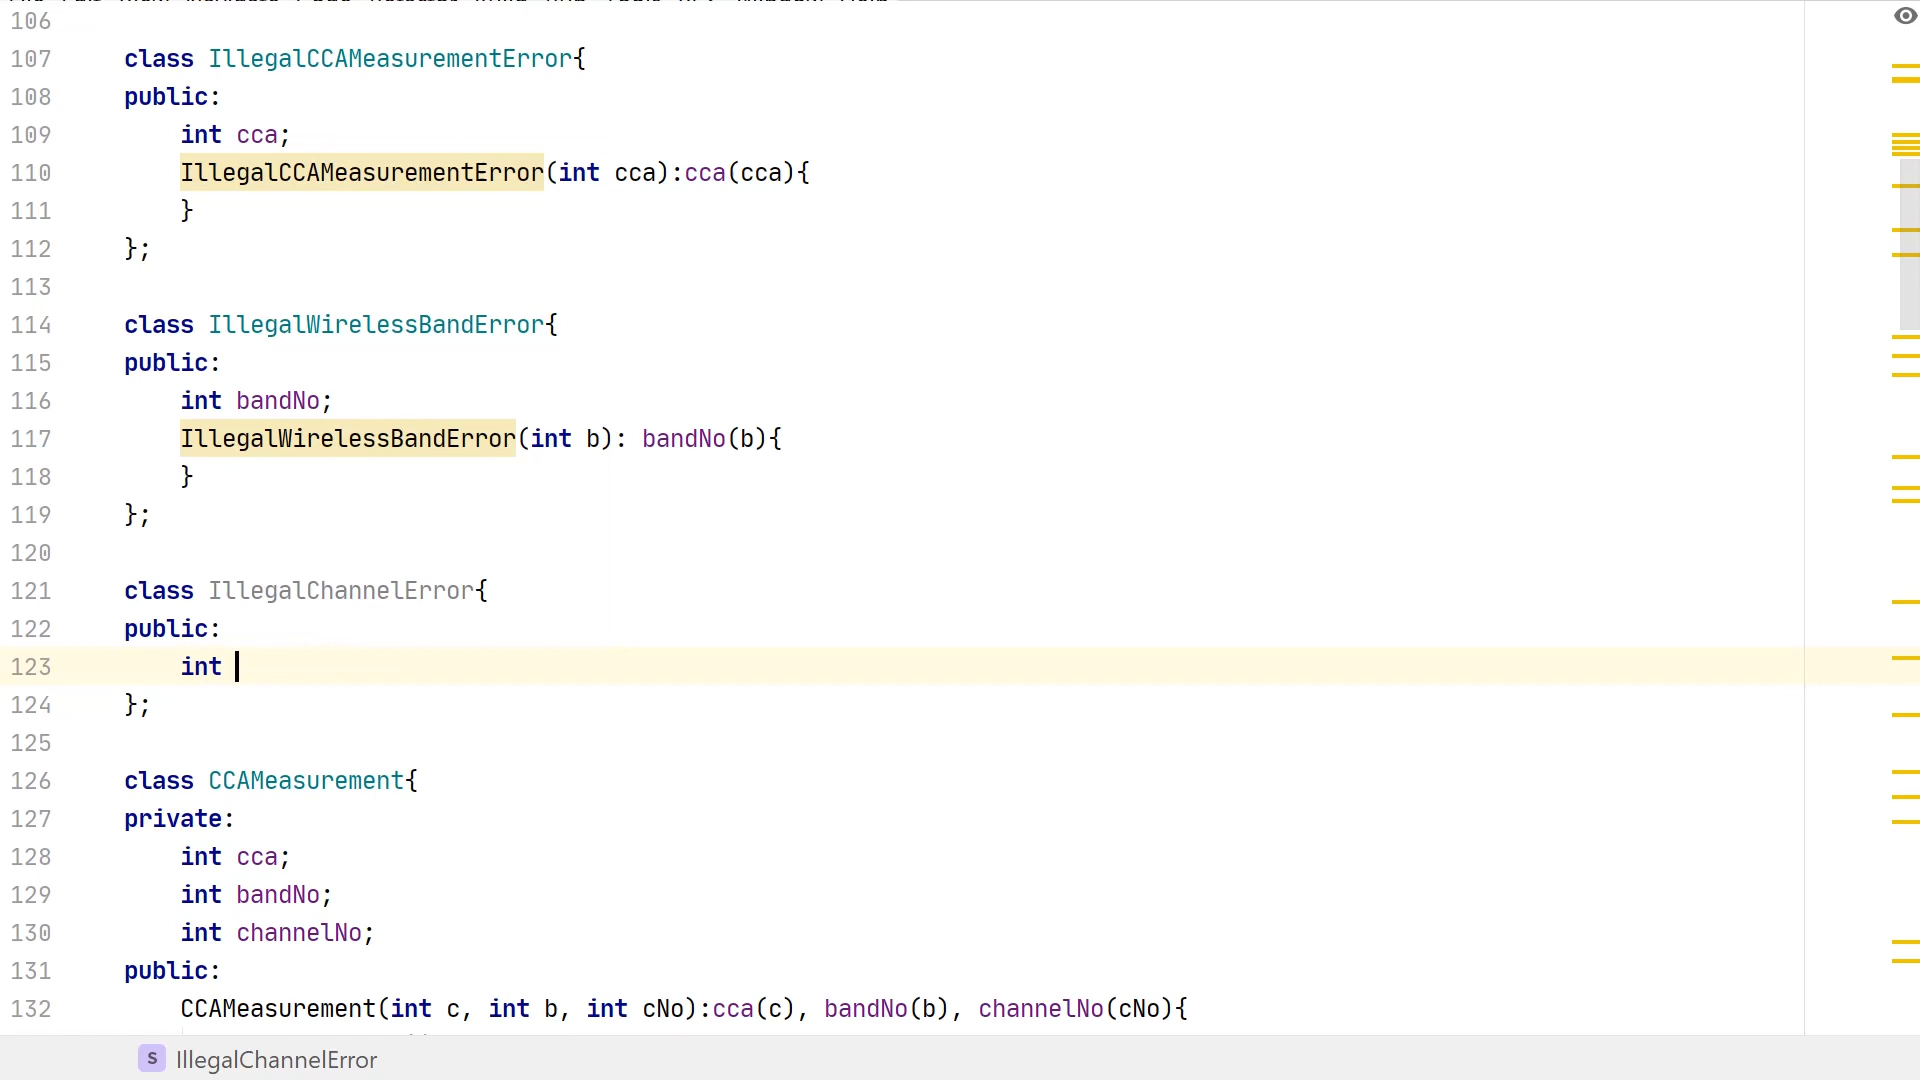 106
107 class IllegalCCAMeasurementError{
108 public:
109 int cca;
110 IllegalCCAMeasurementError(int cca):cca(cca){
111 }
112 };
113
114 class IllegalWirelessBandError{
115 public:
116 int bandNo;
117 IllegalWirelessBandError(int b): bandNo(b){
118 }
119 };
120
121 class IllegalChannelError{
122 public:
123 int
124 };
125
126 class CCAMeasurement{
127 private:
128 int cca;
129 int bandNo;
130 int channelNo;
131 public:
132 CCAMeasurement(int c, int b, int cNo):cca(c), bandNo(b), channelNo(cNo){
S IllegalChannelError